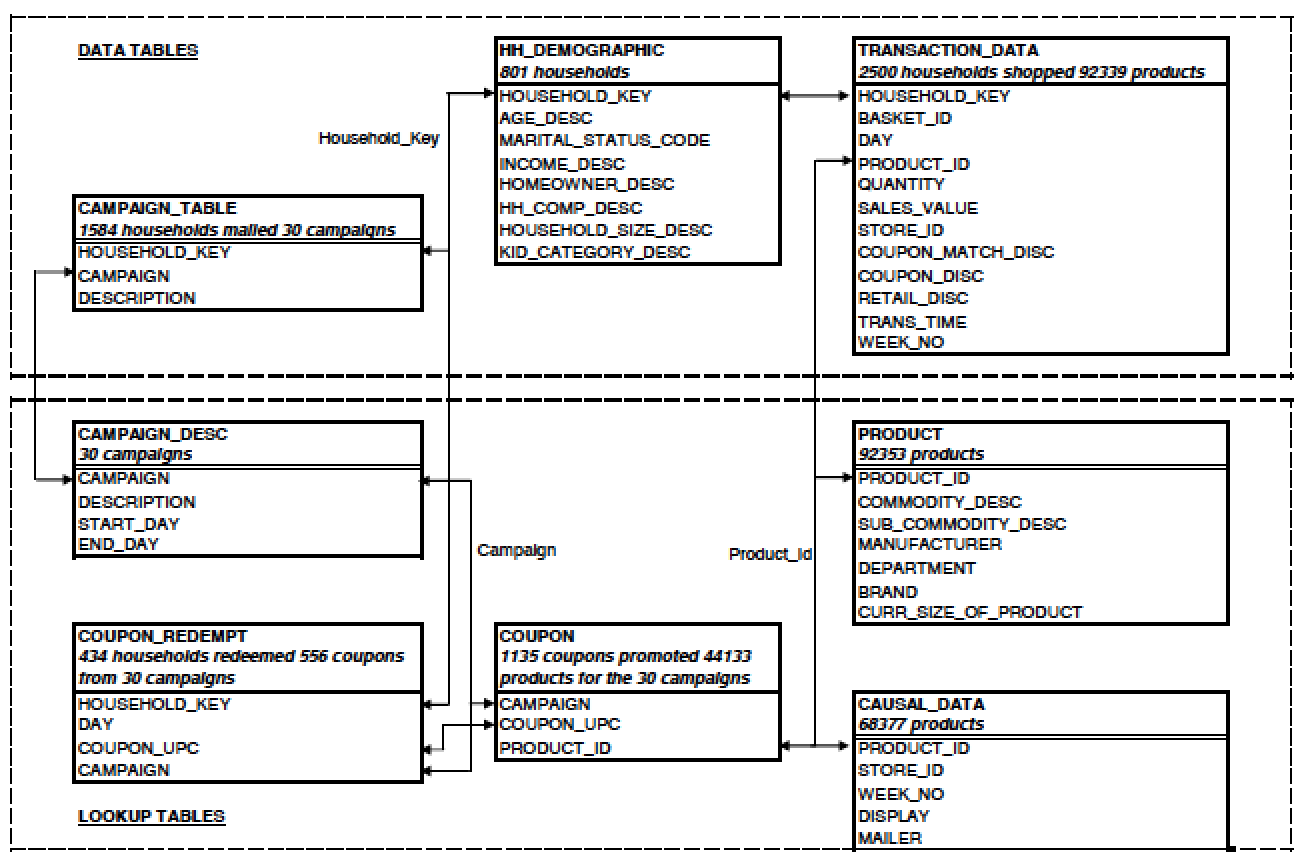 DATA TABLES
HH_DEMOGRAPHIC
801 households
HOUSEHOLD_KEY
AGE_DESC
MARITAL_STATUS_CODE
INCOME_DESC
HOMEOWNER_DESC
HH_COMP_DESC
HOUSEHOLD_SIZE_DESC
KID_CATEGORY_DESC
TRANSACTION_DATA
2500 households shopped 92339 products
HOUSEHOLD_KEY
BASKET_ID
DAY
PRODUCT_ID
QUANTITY
SALES_VALUE
STORE_ID
COUPON_MATCH_DISC
COUPON_DISC
RETAIL_DISC
TRANS_TIME
WEEK_NO
Household_Key
CAMPAIGN_TABLE
1584 households mailed 30 campaigns
HOUSEHOLD_KEY
CAMPAIGN
DESCRIPTION
CAMPAIGN_DESC
30 campaigns
CAMPAIGN
DESCRIPTION
START_DAY
END_DAY
Campaign
Product_Id
PRODUCT
92353 products
PRODUCT_ID
COMMODITY_DESC
SUB_COMMODITY_DESC
MANUFACTURER
DEPARTMENT
BRAND
CURR_SIZE_OF_PRODUCT
COUPON_REDEMPT
434 households redeemed 556 coupons
from 30 campaigns
HOUSEHOLD_KEY
DAY
COUPON_UPC
CAMPAIGN
COUPON
1135 coupons promoted 44133
products for the 30 campaigns
CAMPAIGN
COUPON_UPC
PRODUCT_ID
CAUSAL_DATA
68377 products
PRODUCT_ID
STORE_ID
WEEK_NO
DISPLAY
MAILER
LOOKUP TABLES